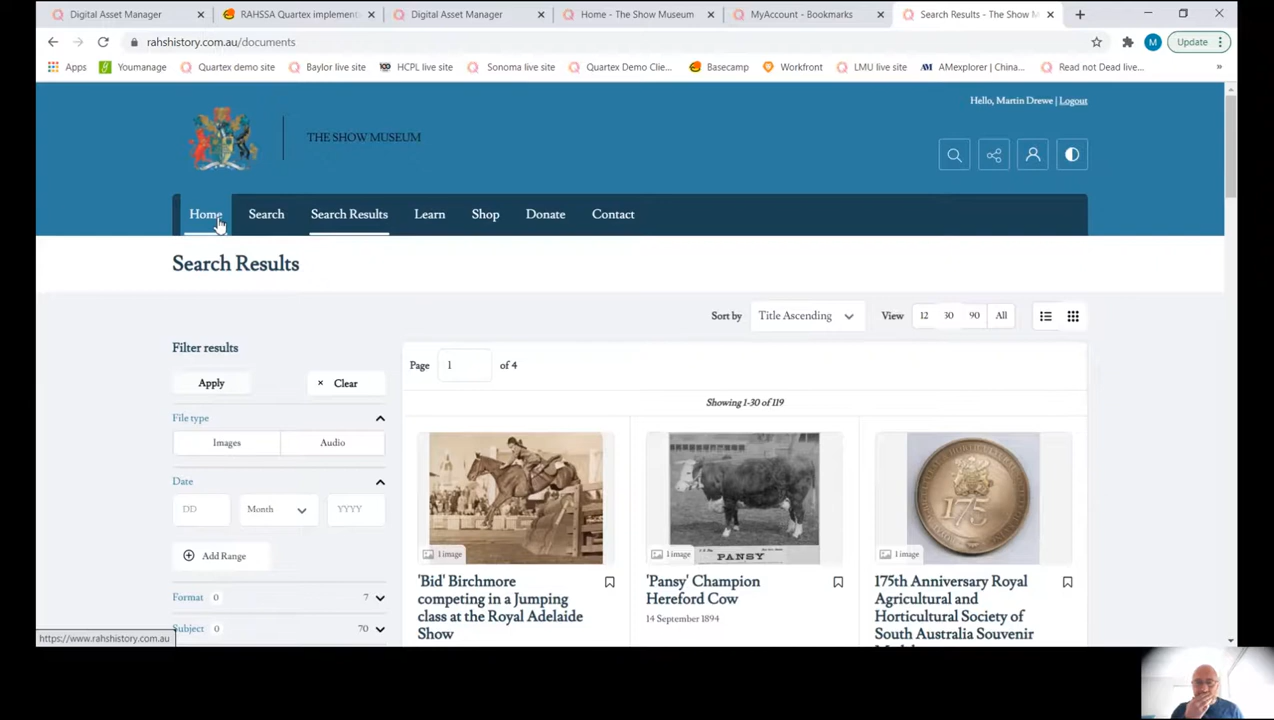 Digital Asset Manager
RAHSSA Quartex implement
Digital Asset Manager
Home - The Show Museum
MyAccount - Bookmarks
Search Results - The Show M
rahshistory.com.au/documents
M
Update
Apps
Youmanage
Quartex demo site
Baylor live site
HCPL live site
Sonoma live site
Quartex Demo Clie...
Basecamp
Workfront
LMU live site
AM AMexplorer | China...
Read not Dead live...
»
Hello, Martin Drewe | Logout
THE SHOW MUSEUM
Home
Search
Search Results
Learn
Shop
Donate
Contact
Search Results
Sort by
Title Ascending
View
12
30
90
All
Filter results
Apply
× Clear
File type
Images
Audio
Date
DD
Month
YYYY
Add Range
Format 0 7
Subject 0 70
Page 1 of 4
Showing 1-30 of 119
1 image
'Bid' Birchmore
competing in a Jumping
class at the Royal Adelaide
Show
PANSY
1 image
'Pansy' Champion
Hereford Cow
14 September 1894
175
1 image
175th Anniversary Royal
Agricultural and
Horticultural Society of
South Australia Souvenir
https://www.rahshistory.com.au